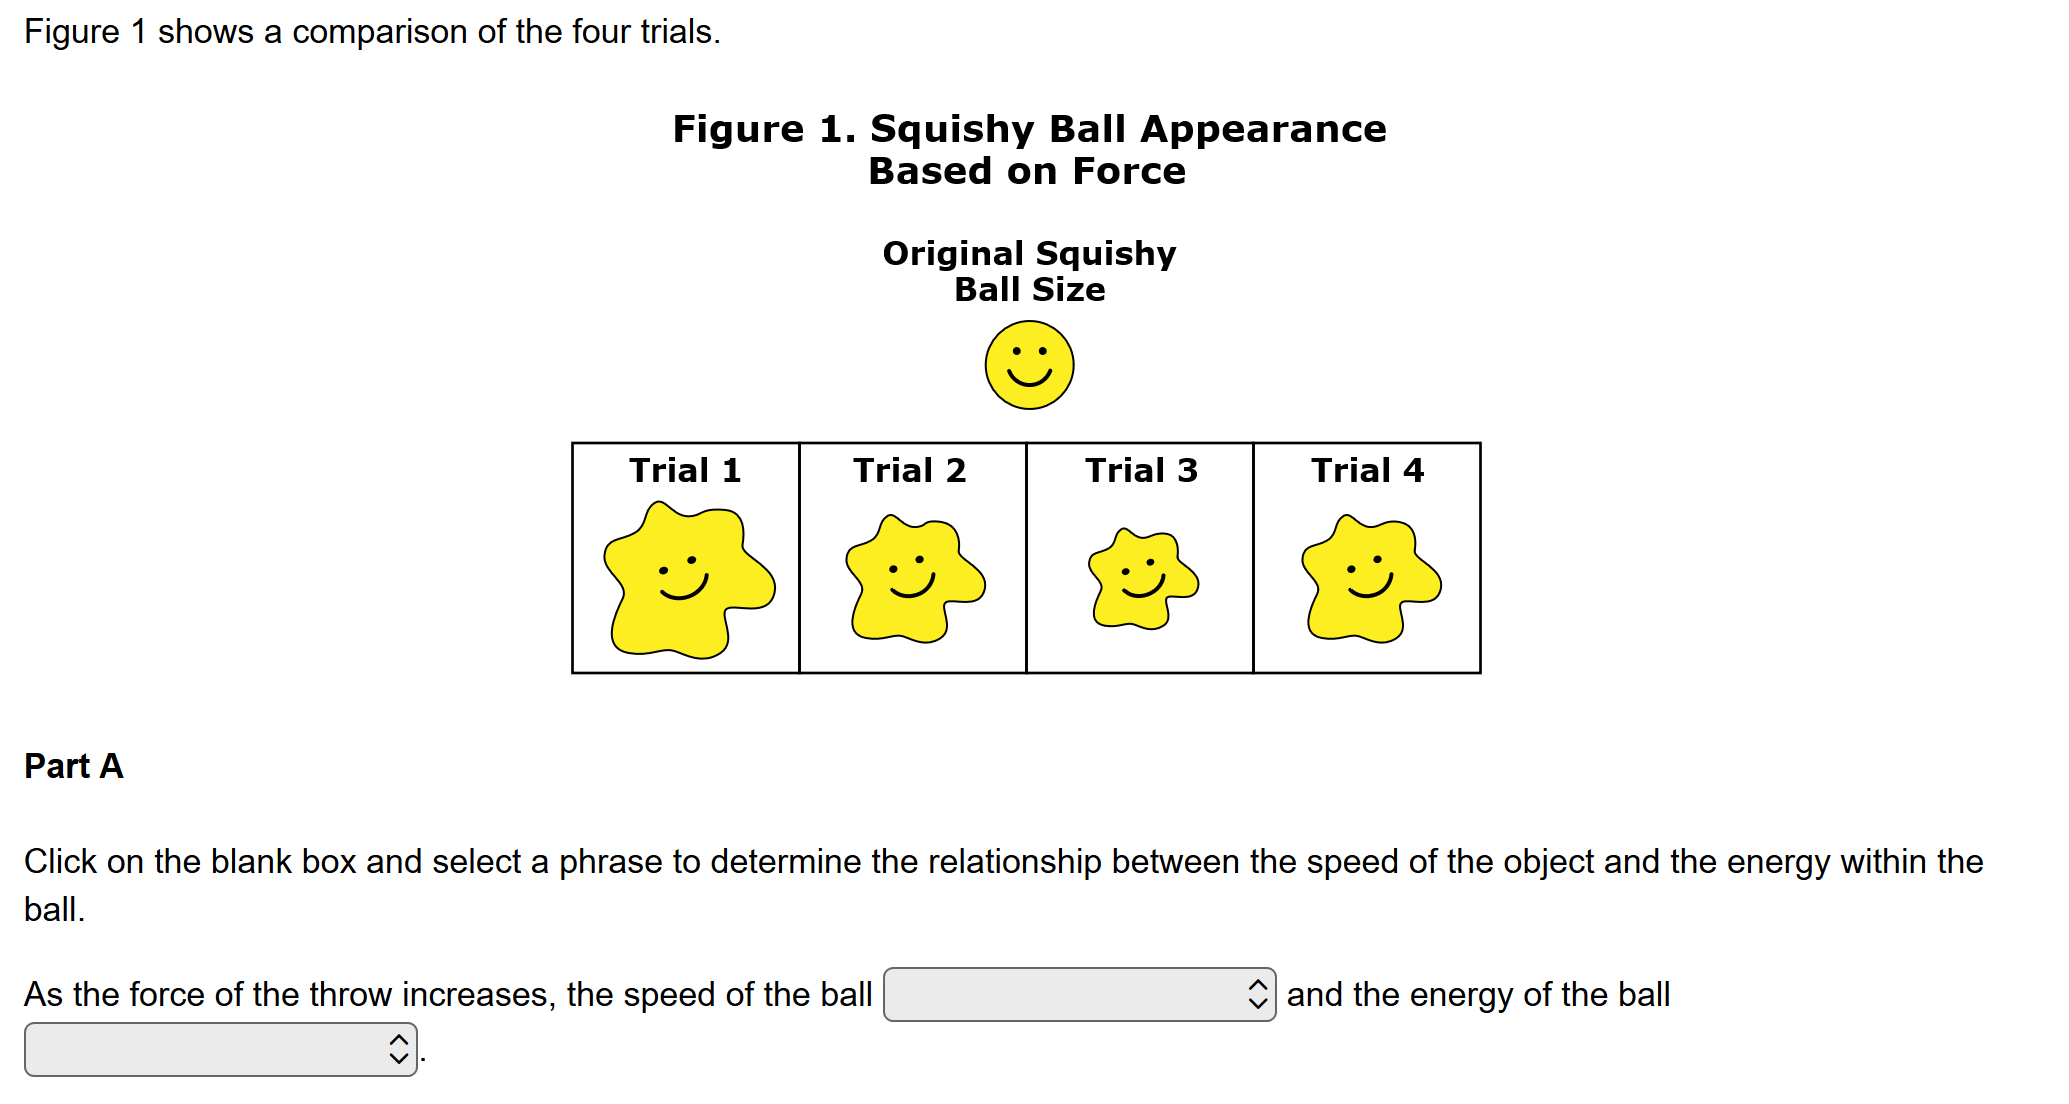 Figure 1 shows a comparison of the four trials.
Figure 1. Squishy Ball Appearance
Based on Force
Original Squishy
Ball Size
Trial 1
Trial 2
Trial 3
Trial 4
Part A
Click on the blank box and select a phrase to determine the relationship between the speed of the object and the energy within the
ball.
As the force of the throw increases, the speed of the ball and the energy of the ball
.